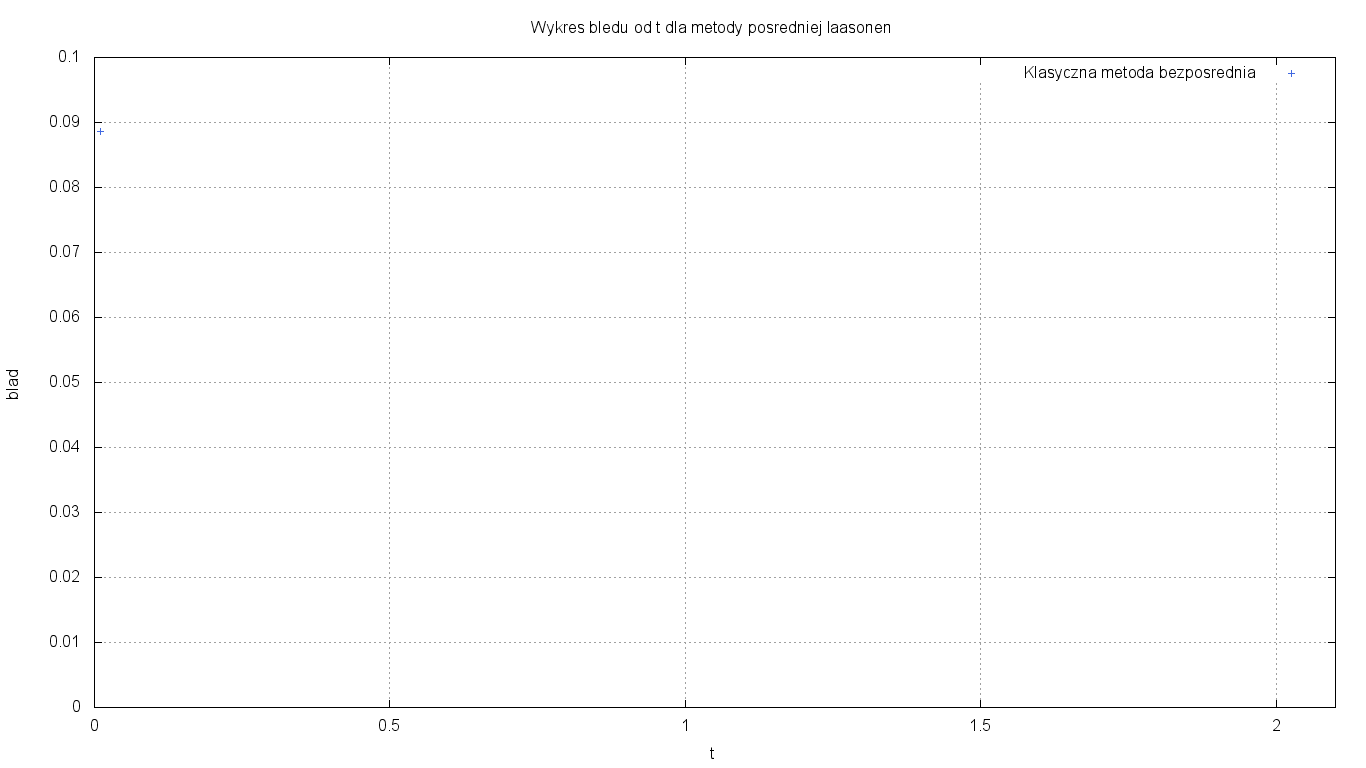 Wykres bledu od t dla metody posredniej laasonen
Klasyczna metoda bezposrednia
0.1
0.09
0.08
0.07
0.06
0.05
0.04
0.03
0.02
0.01
0
blad
0 0.5 1 1.5 2
t